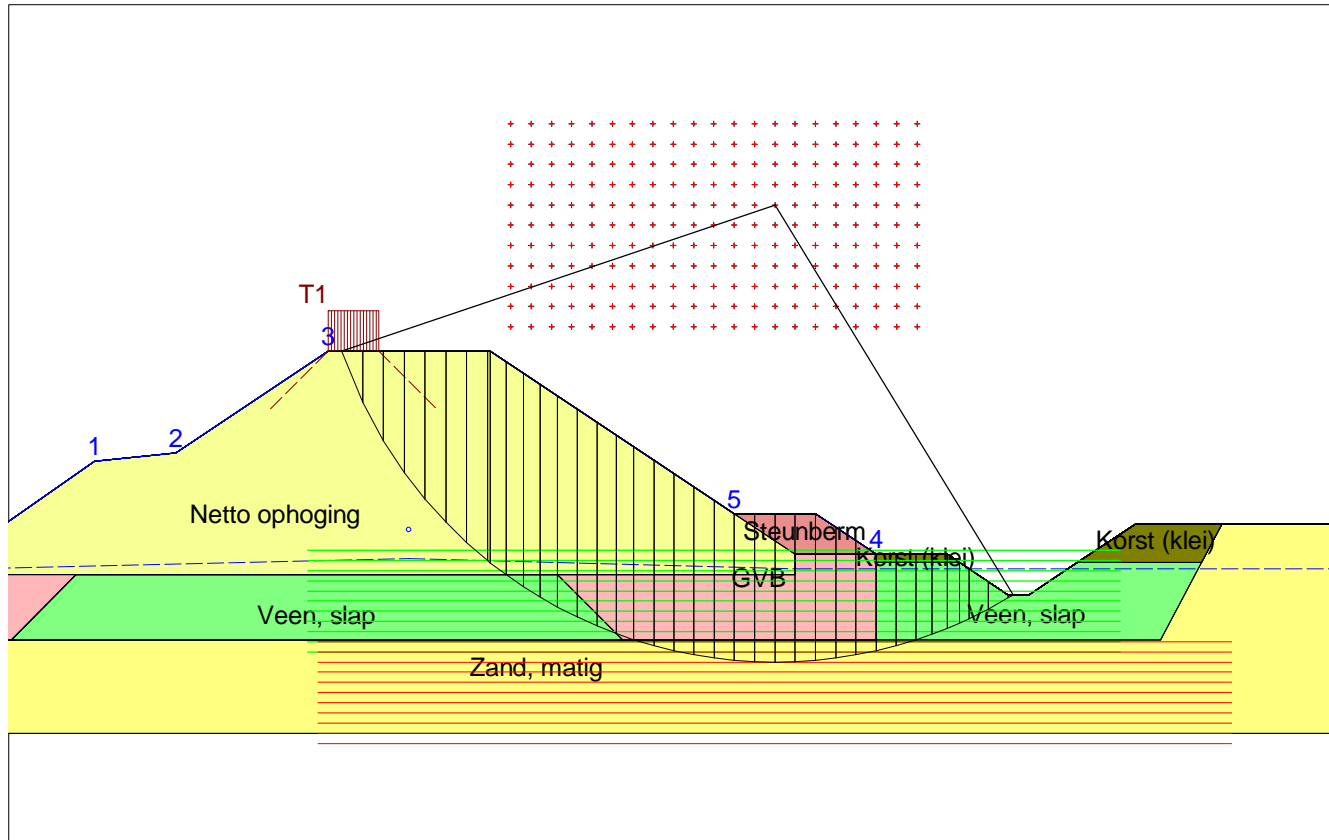 T1
3
1
2
5
Netto ophoging
Steunberm
4
Korst (klei)
Korst (klei)
GVB
Veen, slap
Veen, slap
Zand, matig